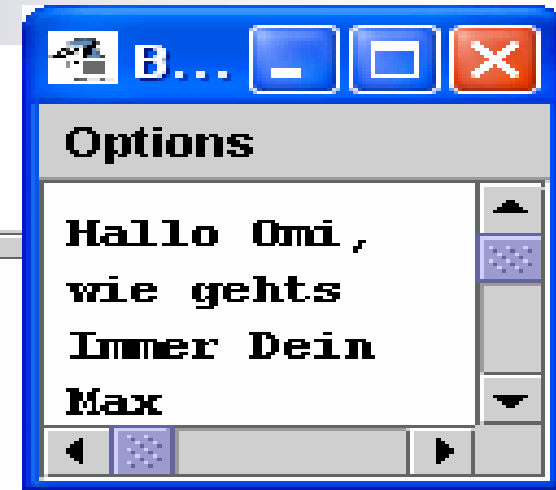 B...
Options
Hallo Omi,
wie gehts
Immer Dein
Max